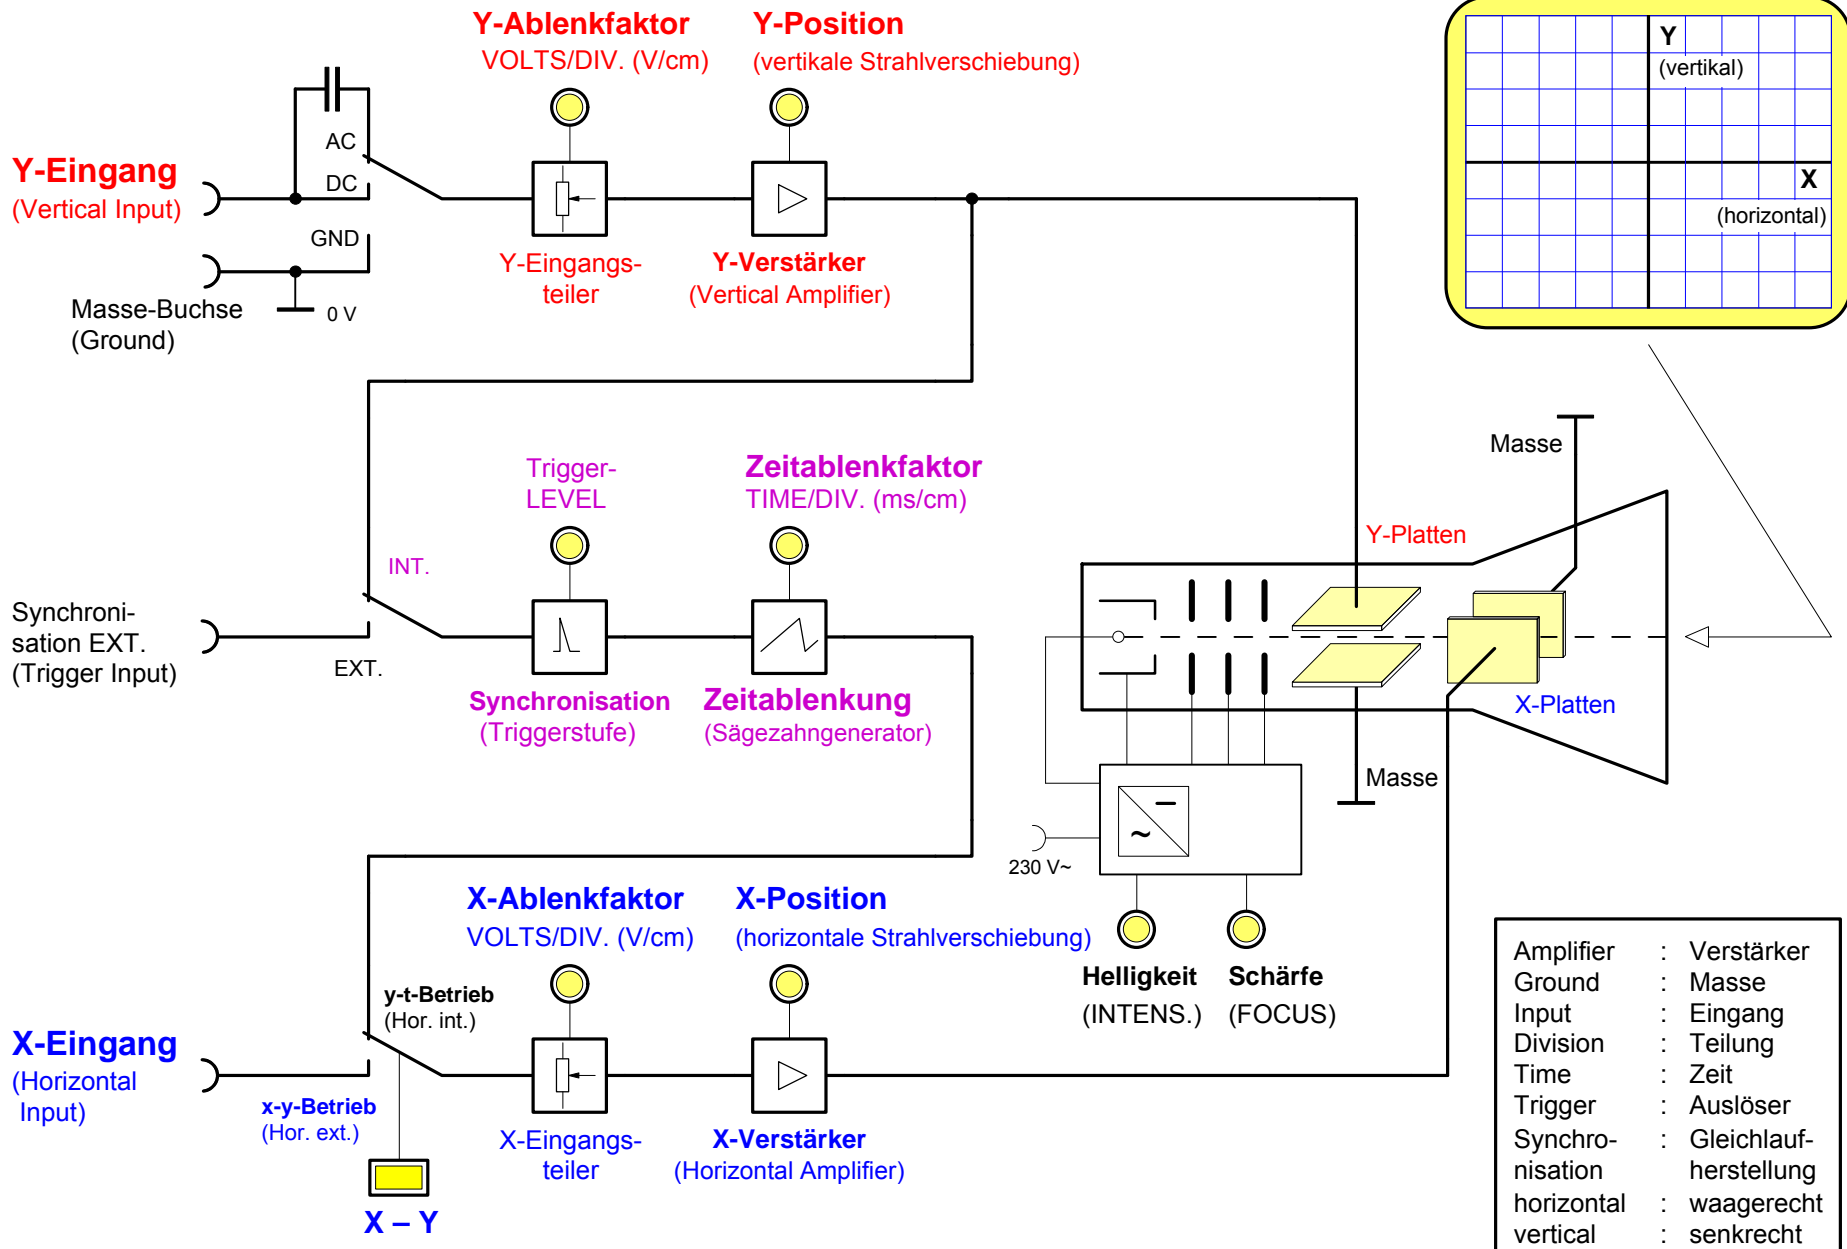 Y-Ablenkfaktor
VOLTS/DIV. (V/cm)
Y-Position
(vertikale Strahlverschiebung)
Y
(vertikal)
X
(horizontal)
AC
DC
GND
Y-Eingang
(Vertical Input)
Masse-Buchse
(Ground)
0 V
Y-Eingangs-
teiler
Y-Verstärker
(Vertical Amplifier)
Trigger-
LEVEL
Zeitablenkfaktor
TIME/DIV. (ms/cm)
Masse
Y-Platten
INT.
Synchroni-
sation EXT.
(Trigger Input)
EXT.
Synchronisation
(Triggerstufe)
Zeitablenkung
(Sägezahngenerator)
X-Platten
Masse
–
~
230 V~
X-Ablenkfaktor
VOLTS/DIV. (V/cm)
X-Position
(horizontale Strahlverschiebung)
Helligkeit
(INTENS.)
Schärfe
(FOCUS)
y-t-Betrieb
(Hor. int.)
X-Eingang
(Horizontal
Input)
x-y-Betrieb
(Hor. ext.)
X-Eingangs-
teiler
X-Verstärker
(Horizontal Amplifier)
X – Y
Amplifier : Verstärker
Ground : Masse
Input : Eingang
Division : Teilung
Time : Zeit
Trigger : Auslöser
Synchro- : Gleichlauf-
nisation herstellung
horizontal : waagerecht
vertical : senkrecht